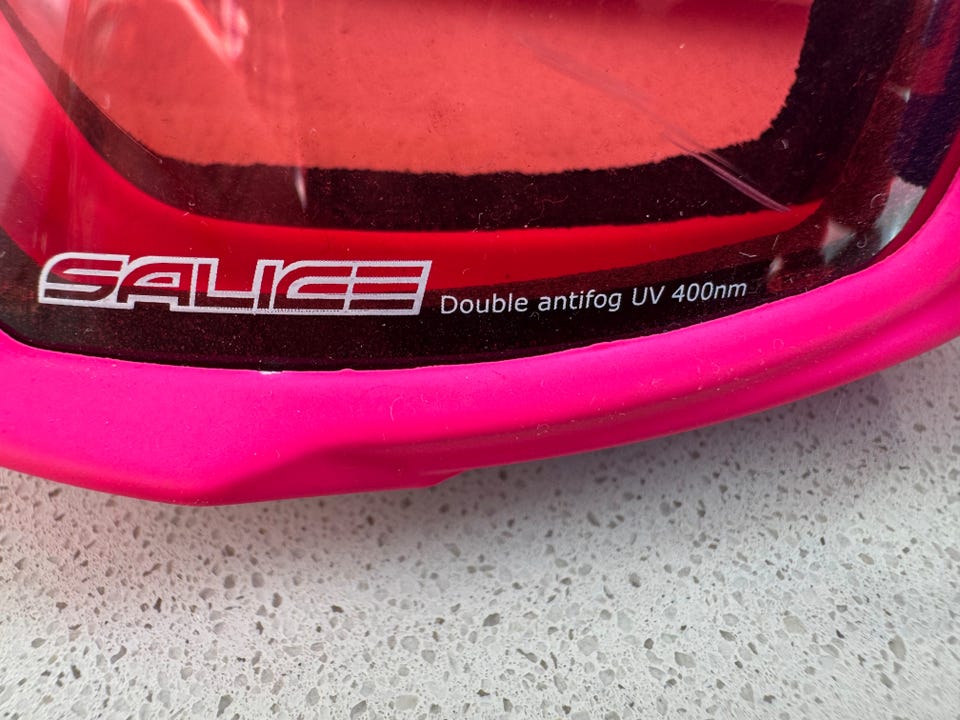 SALICE Double antifog UV 400nm